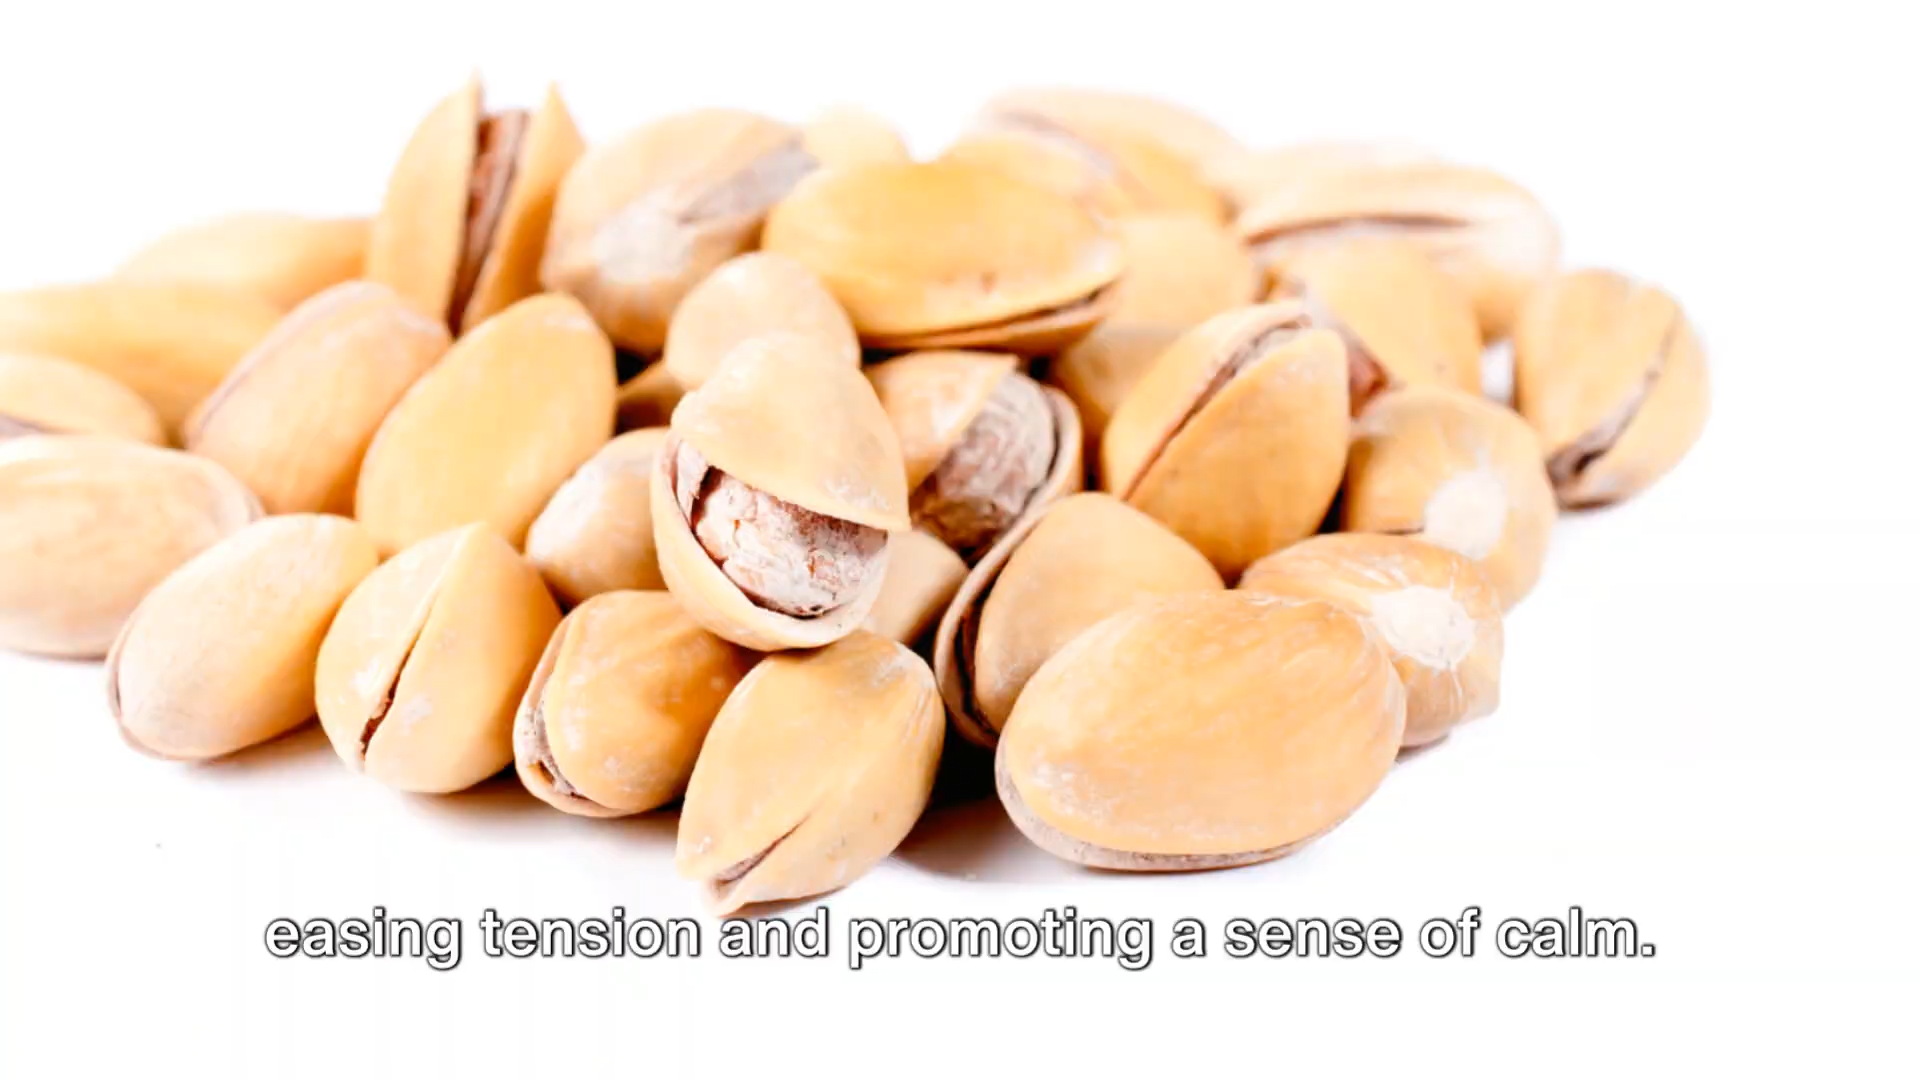 easing tension and promoting a sense of calm.